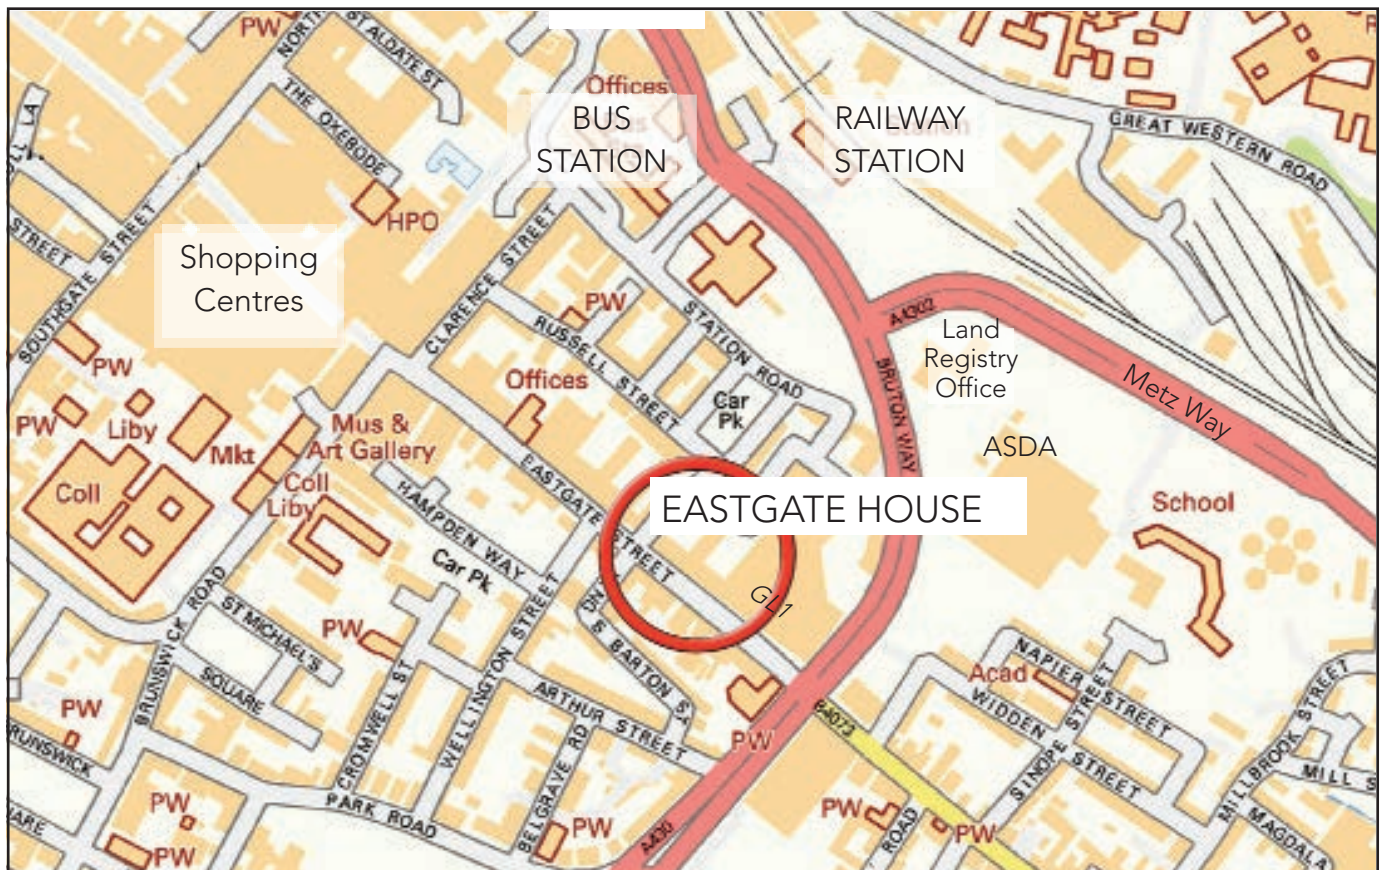 PW
NORTH
ST ALDATE ST
Offices
BUS
STATION
RAILWAY
STATION
GREAT WESTERN ROAD
THE OXEBODE
HPO
STREET
SOUTHGATE STREET
Shopping
Centres
CLARENCE STREET
PW
RUSSELL STREET
STATION ROAD
A4302
Land
Registry
Office
Metz Way
BRUTON WAY
Car
Pk
Offices
ASDA
PW
PW
Liby
Mkt
Mus &
Art Gallery
Coll
Coll
Liby
HAMPDEN WAY
Car Pk
EASTGATE
STREET
EASTGATE HOUSE
GL1
School
BRUNSWICK ROAD
ST MICHAEL'S
SQUARE
PW
CROMWELL ST
WELLINGTON STREET
ARTHUR STREET
BARTON ST
BELGRAVE RD
PW
B4073
Acad
NAPIER STREET
WIDDEN STREET
SINOPE STREET
MILLBROOK STREET
MILL S
MAGDALA
PW
PW
PW
PARK ROAD
PW
A430
PW
ROAD
PW